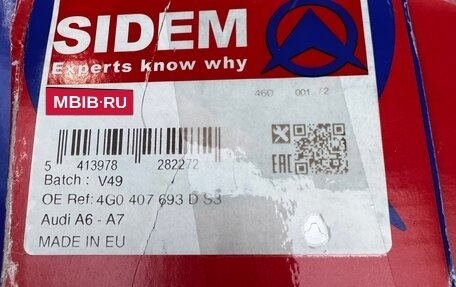 SIDEM
Experts know why
MBIB.RU
460 001 /2
5 413978 282272
Batch : V49 /
OE Ref: 4G0 407 693 D S3
Audi A6 - A7
MADE IN EU
EAC